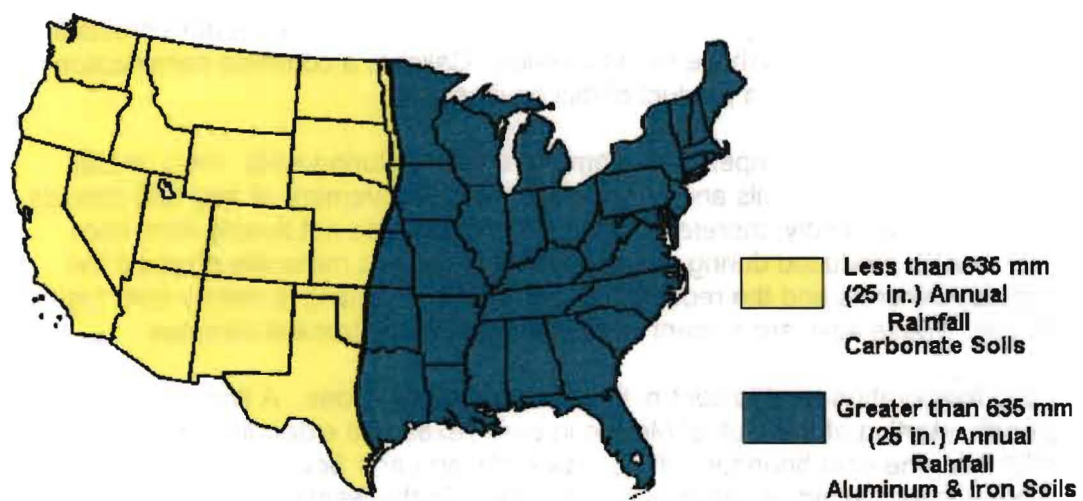 Less than 635 mm
(25 in.) Annual
Rainfall
Carbonate Soils
Greater than 635 mm
(25 in.) Annual
Rainfall
Aluminum & Iron Soils